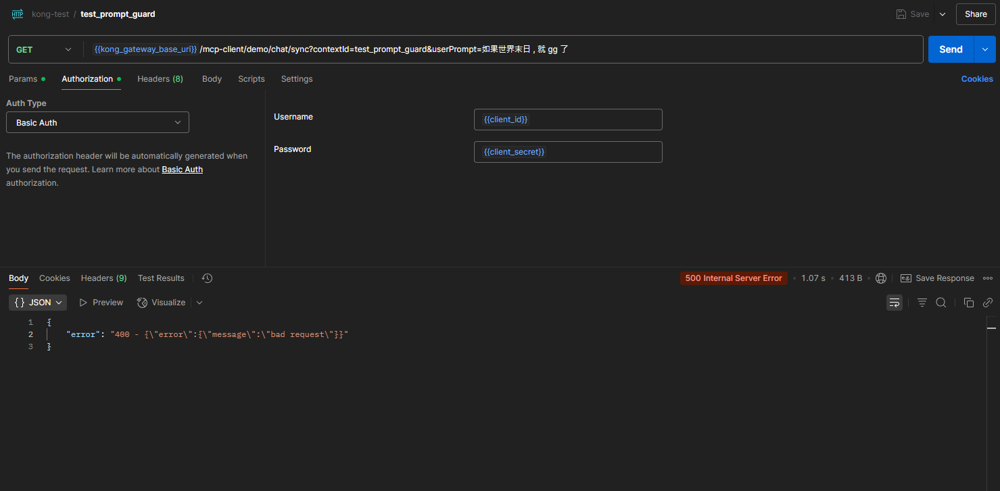 HTTP kong-test / test_prompt_guard Save Share
GET {{kong_gateway_base_uri}} /mcp-client/demo/chat/sync?contextId=test_prompt_guard&userPrompt=如果世界末日 , 就 gg 了 Send
Params Authorization Headers (8) Body Scripts Settings Cookies
Auth Type
Basic Auth
The authorization header will be automatically generated when
you send the request. Learn more about Basic Auth
authorization.
Username {{client_id}}
Password {{client_secret}}
Body Cookies Headers (9) Test Results 500 Internal Server Error 1.07 s 413 B e.g. Save Response
{} JSON Preview Visualize
1 {
2 "error": "400 - {\"error\":{\"message\":\"bad request\"}}"
3 }